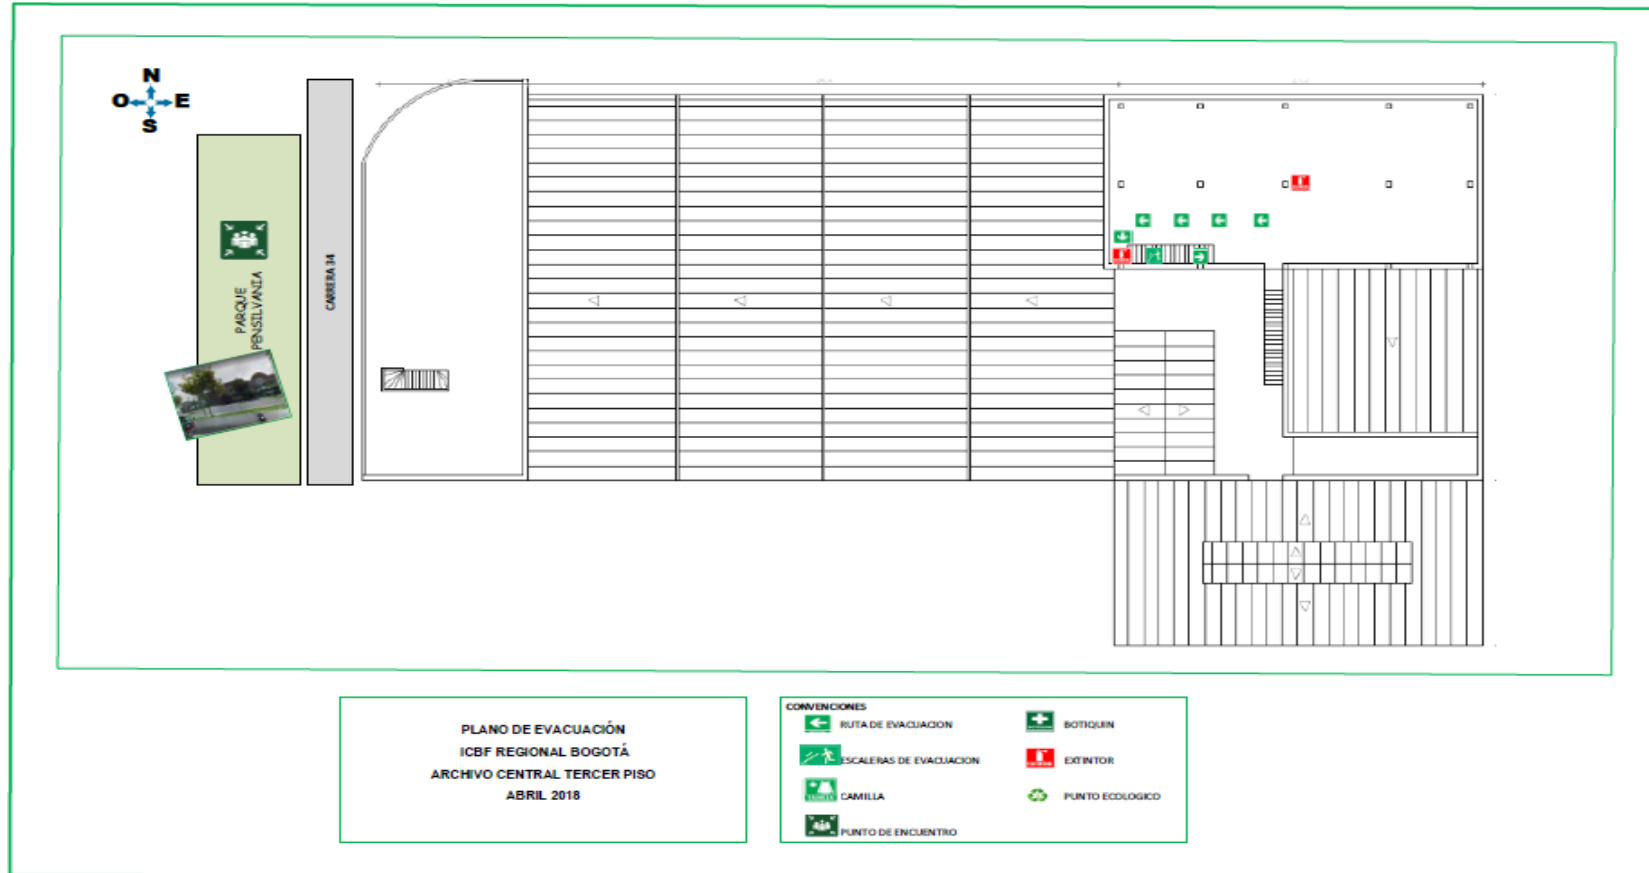 N
O E
S
PARQUE
PENSILVANIA
CARRERA 34
PLANO DE EVACUACIÓN
ICBF REGIONAL BOGOTÁ
ARCHIVO CENTRAL TERCER PISO
ABRIL 2018
CONVENCIONES
RUTA DE EVACUACION
ESCALERAS DE EVACUACION
CAMILLA
PUNTO DE ENCUENTRO
BOTIQUIN
EXTINTOR
PUNTO ECOLOGICO